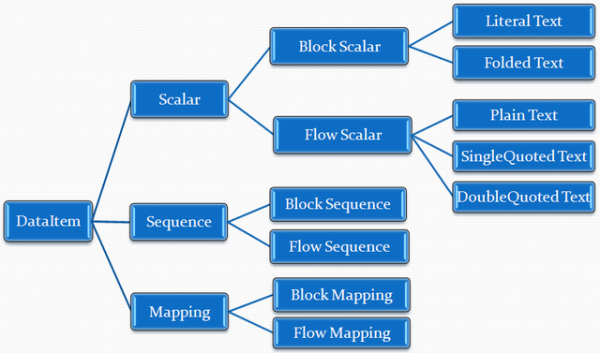 DataItem
Scalar
Block Scalar
Literal Text
Folded Text
Flow Scalar
Plain Text
SingleQuoted Text
DoubleQuoted Text
Sequence
Block Sequence
Flow Sequence
Mapping
Block Mapping
Flow Mapping